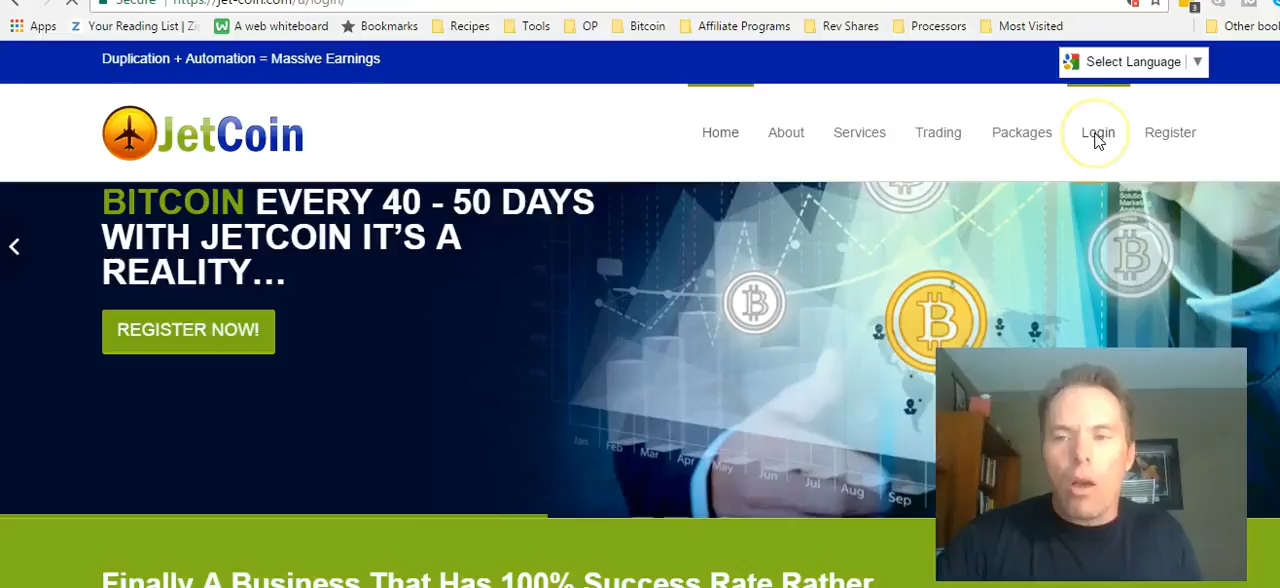 Secure https://jet-coin.com/u/login/
Apps Your Reading List | Zi A web whiteboard Bookmarks Recipes Tools OP Bitcoin Affiliate Programs Rev Shares Processors Most Visited Other boo
3
Duplication + Automation = Massive Earnings
Select Language
JetCoin
Home About Services Trading Packages Login Register
BITCOIN EVERY 40 - 50 DAYS
WITH JETCOIN IT'S A
REALITY...
REGISTER NOW!
Jan Feb Mar Apr May Jun Jul Aug Sep
Finally A Business That Has 100% Success Rate Rather